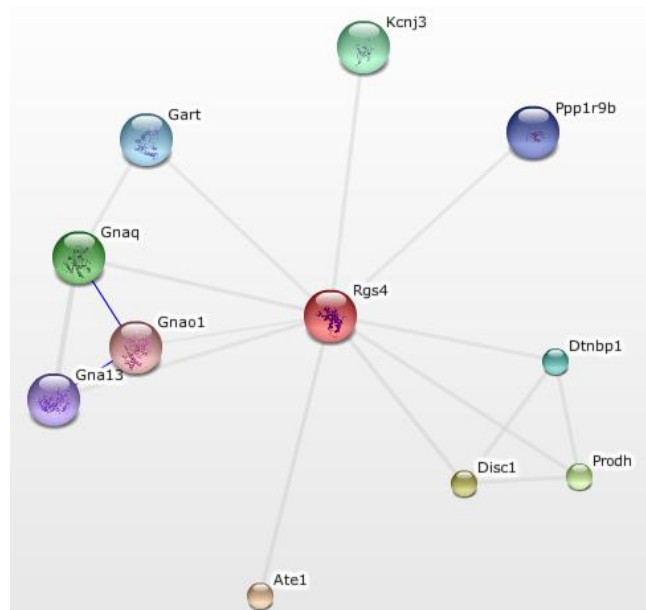 Kcnj3
Ppp1r9b
Gart
Gnaq
Rgs4
Gnao1
Dtnbp1
Gna13
Disc1
Prodh
Ate1